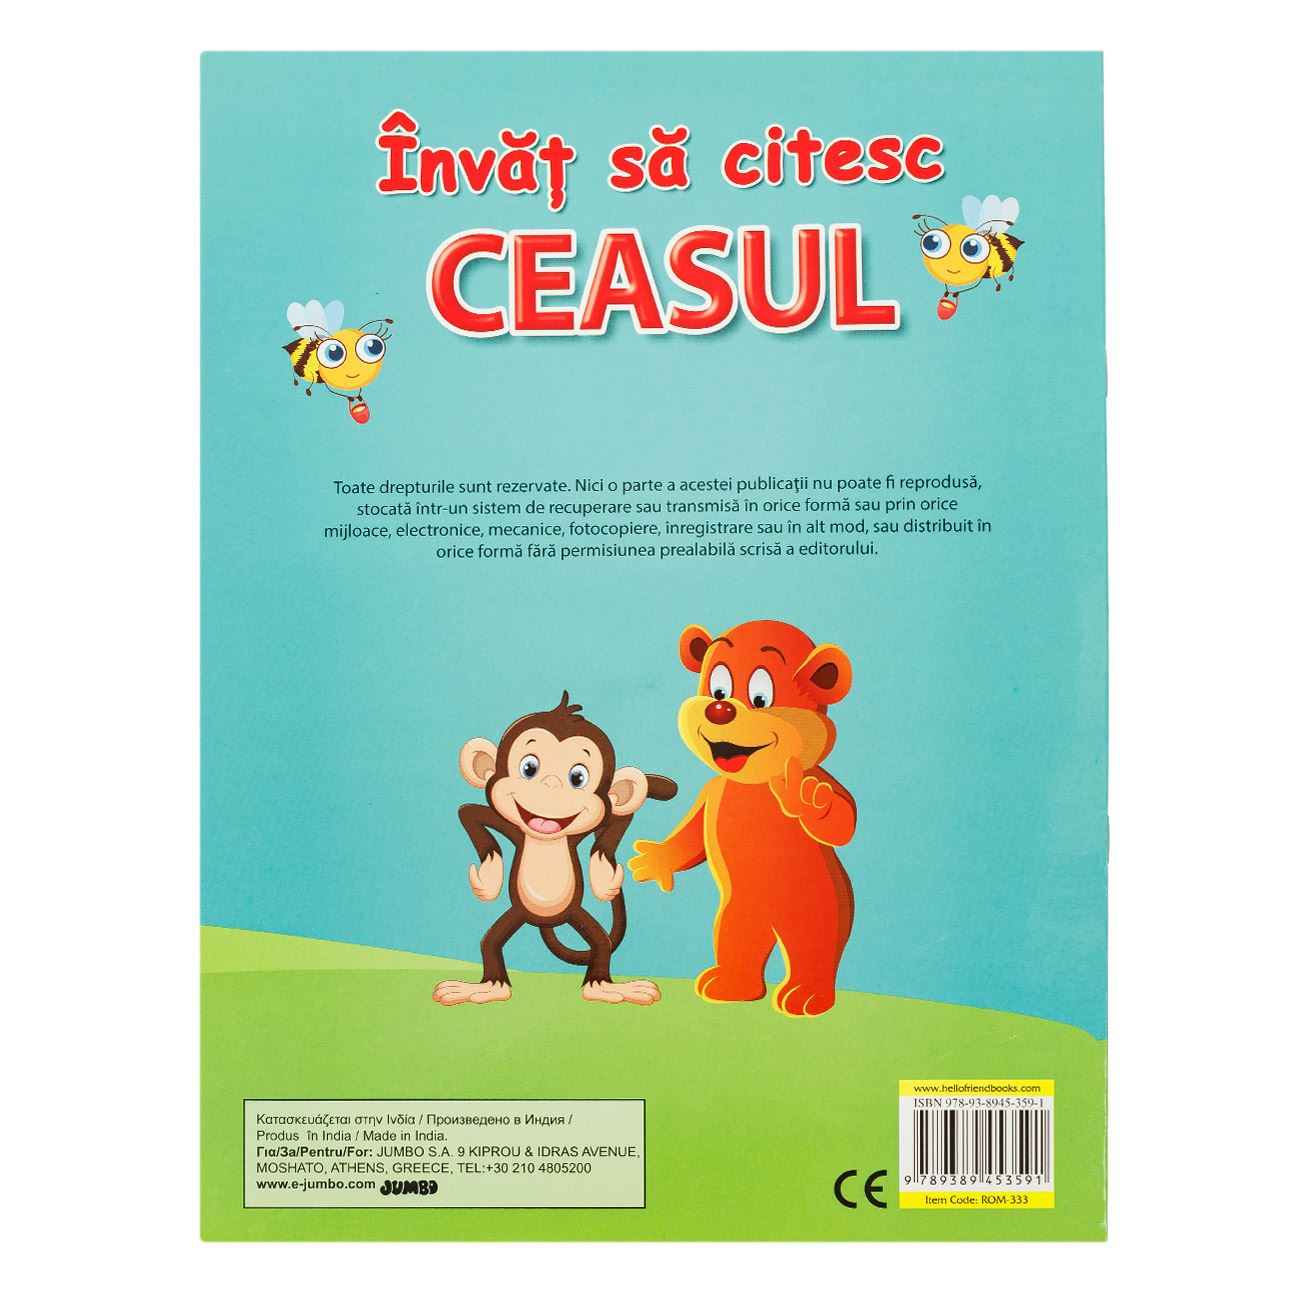 Învăț să citesc
CEASUL
Toate drepturile sunt rezervate. Nici o parte a acestei publicații nu poate fi reprodusă,
stocată într-un sistem de recuperare sau transmisă în orice formă sau prin orice
mijloace, electronice, mecanice, fotocopiere, înregistrare sau în alt mod, sau distribuit în
orice formă fără permisiunea prealabilă scrisă a editorului.
Κατασκευάζεται στην Ινδία / Произведено в Индия /
Produs în India / Made in India.
Για/За/Pentru/For: JUMBO S.A. 9 KIPROU & IDRAS AVENUE,
MOSHATO, ATHENS, GREECE, TEL:+30 210 4805200
www.e-jumbo.com JUMBO
CE
www.hellofriendbooks.com
ISBN 978-93-8945-359-1
9 789389 453591
Item Code: ROM-333